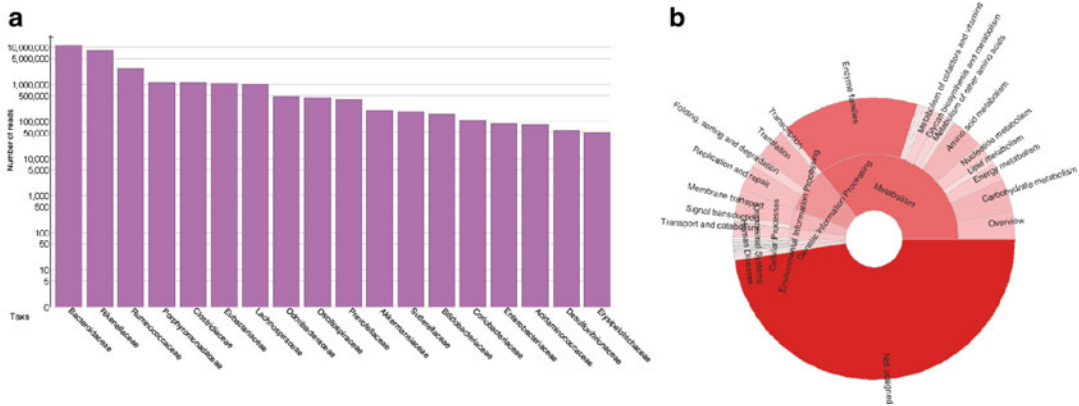 a
10,000,000
5,000,000
1,000,000
500,000
100,000
50,000
10,000
5,000
1,000
500
100
50
10
5
0
Number of reads
Taxa
Bacteroidaceae
Rikenellaceae
Ruminococcaceae
Porphyromonadaceae
Clostridiaceae
Eubacteriaceae
Lachnospiraceae
Odoribacteraceae
Oscillospiraceae
Prevotellaceae
Akkermansiaceae
Sutterellaceae
Bifidobacteriaceae
Coriobacteriaceae
Enterobacteriaceae
Acidaminococcaceae
Desulfovibrionaceae
Erysipelotrichaceae
b
Metabolism of cofactors and vitamins
Glycan biosynthesis and metabolism
Metabolism of other amino acids
Amino acid metabolism
Nucleotide metabolism
Lipid metabolism
Energy metabolism
Carbohydrate metabolism
Overview
Enzyme families
Transcription
Translation
Folding, sorting and degradation
Replication and repair
Membrane transport
Signal transduction
Transport and catabolism
Metabolism
Genetic Information Processing
Environmental Information Processing
Cellular Processes
Organismal Systems
Human Diseases
Not assigned